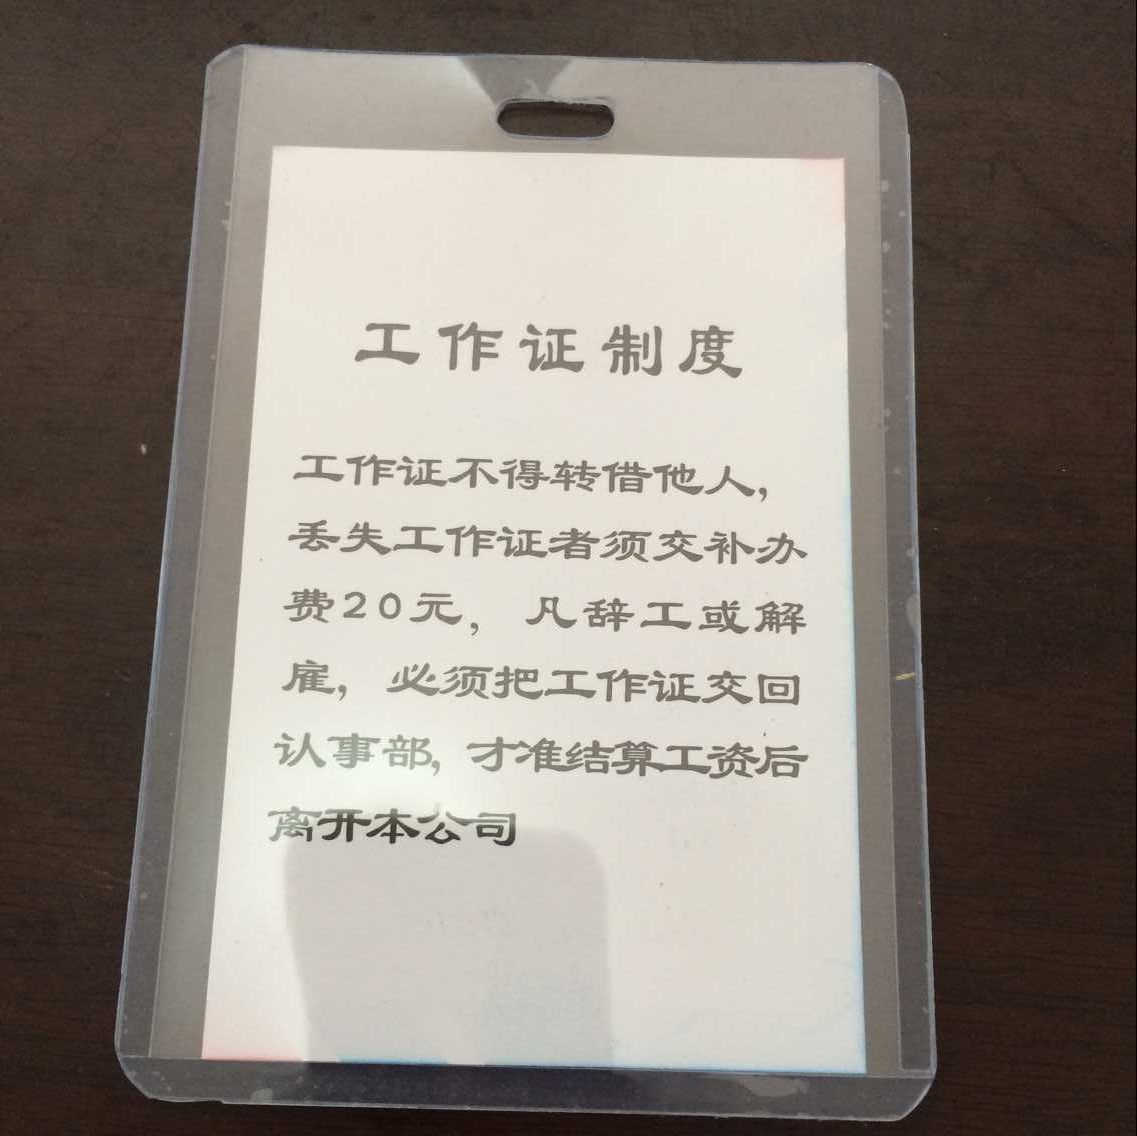 工作证制度
工作证不得转借他人，
丢失工作证者须交补办
费20元，凡辞工或解
雇，必须把工作证交回
认事部，才准结算工资后
离开本公司